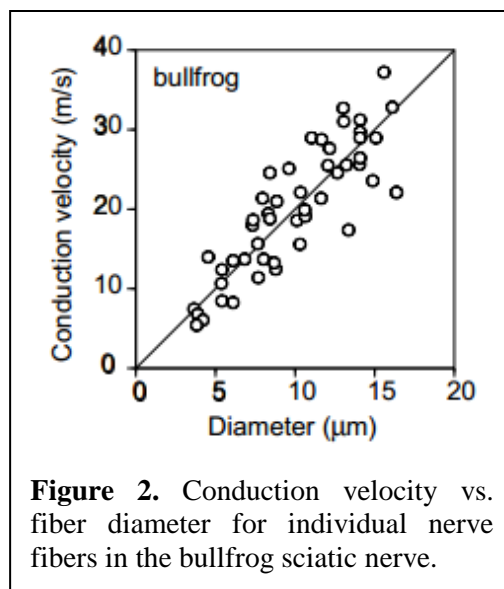 40
bullfrog
30
20
10
0
0 5 10 15 20
Conduction velocity (m/s)
Diameter (µm)
Figure 2. Conduction velocity vs.
fiber diameter for individual nerve
fibers in the bullfrog sciatic nerve.